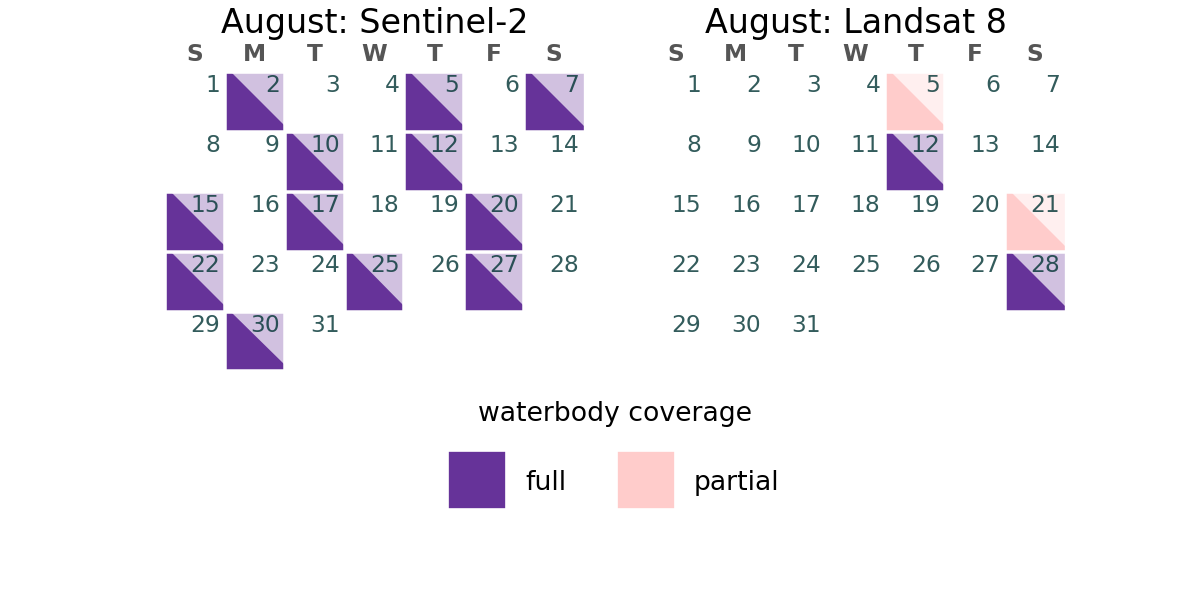 August: Sentinel-2
S M T W T F S
1 2 3 4 5 6 7
8 9 10 11 12 13 14
15 16 17 18 19 20 21
22 23 24 25 26 27 28
29 30 31
August: Landsat 8
S M T W T F S
1 2 3 4 5 6 7
8 9 10 11 12 13 14
15 16 17 18 19 20 21
22 23 24 25 26 27 28
29 30 31
waterbody coverage
full
partial